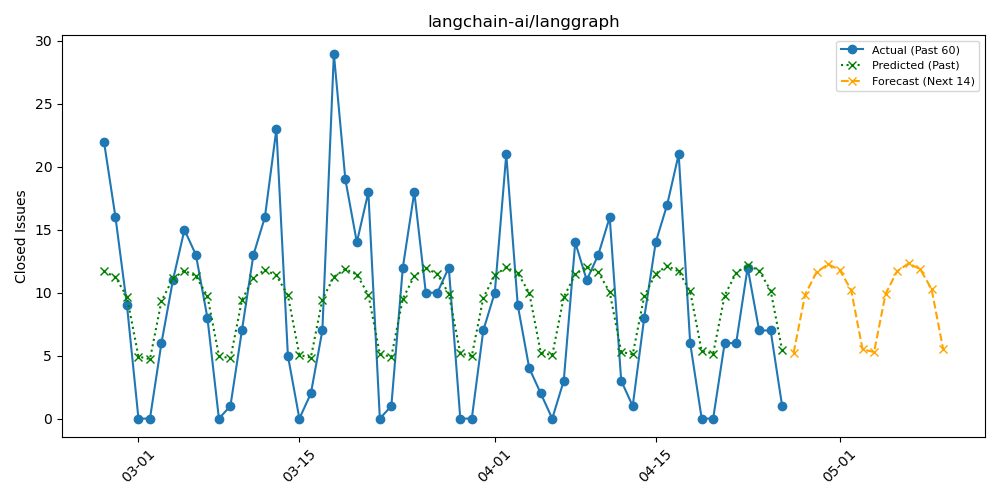 langchain-ai/langgraph
Closed Issues
30
25
20
15
10
5
0
03-01
03-15
04-01
04-15
05-01
Actual (Past 60)
Predicted (Past)
Forecast (Next 14)